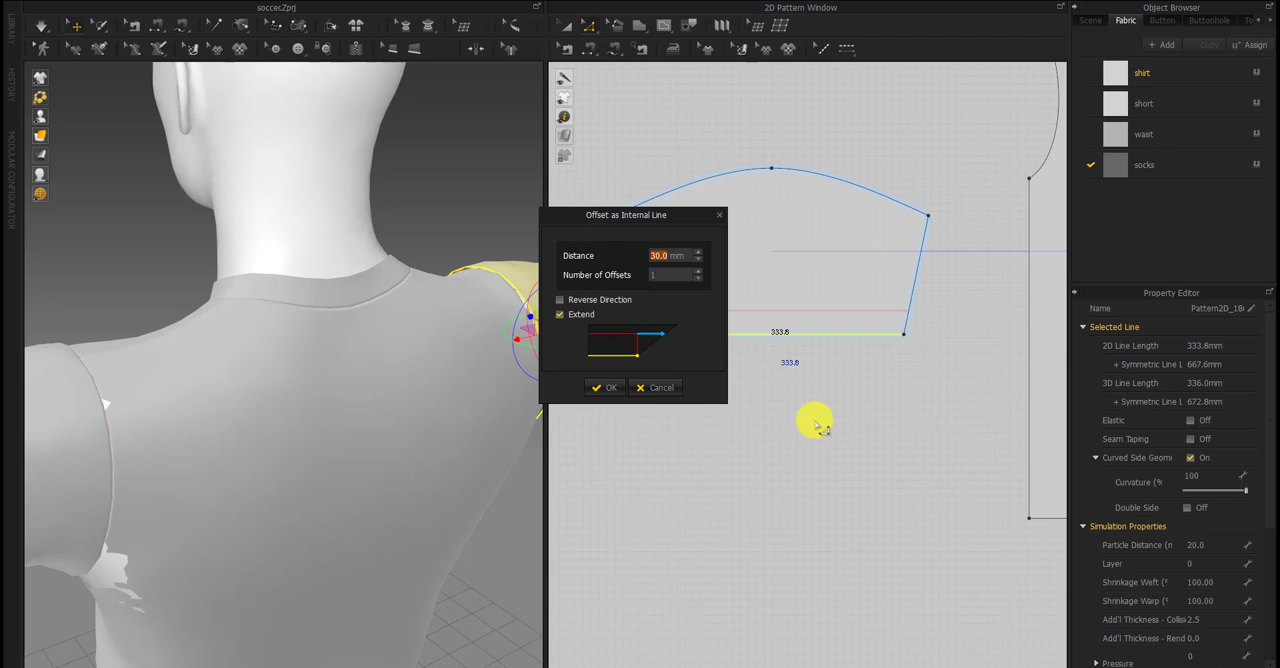 soccer.Zprj
2D Pattern Window
Object Browser
LIBRARY
HISTORY
MODULAR CONFIGURATOR
Scene
Fabric
Button
Buttonhole
To
+ Add
Copy
Assign
shirt
short
waist
socks
Offset as Internal Line
Distance
30.0 mm
Number of Offsets
1
Reverse Direction
Extend
OK
Cancel
333.8
333.8
Property Editor
Name
Pattern2D_18
Selected Line
2D Line Length
333.8mm
+ Symmetric Line L
667.6mm
3D Line Length
336.0mm
+ Symmetric Line L
672.8mm
Elastic
Off
Seam Taping
Off
Curved Side Geome
On
Curvature (%
100
Double Side
Off
Simulation Properties
Particle Distance (n
20.0
Layer
0
Shrinkage Weft (%
100.00
Shrinkage Warp (%
100.00
Add'l Thickness - Collis
2.5
Add'l Thickness - Rend
0.0
Pressure
0